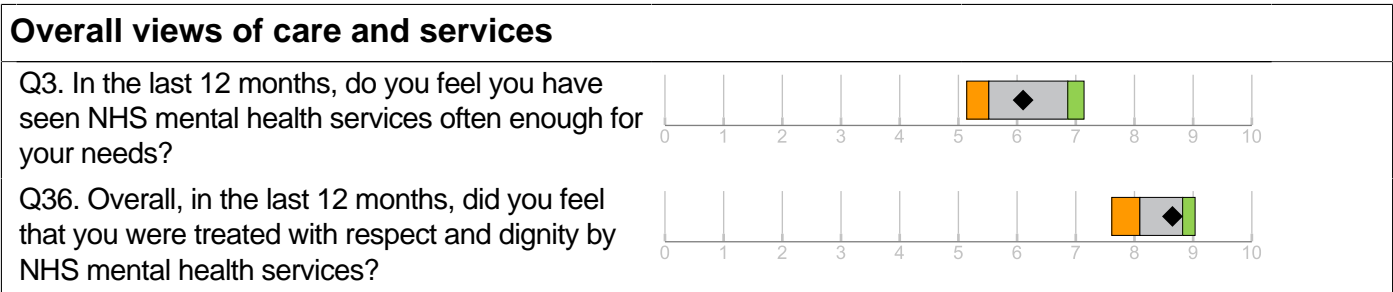 Overall views of care and services
Q3. In the last 12 months, do you feel you have
seen NHS mental health services often enough for
your needs?
0 1 2 3 4 5 6 7 8 9 10
Q36. Overall, in the last 12 months, did you feel
that you were treated with respect and dignity by
NHS mental health services?
0 1 2 3 4 5 6 7 8 9 10